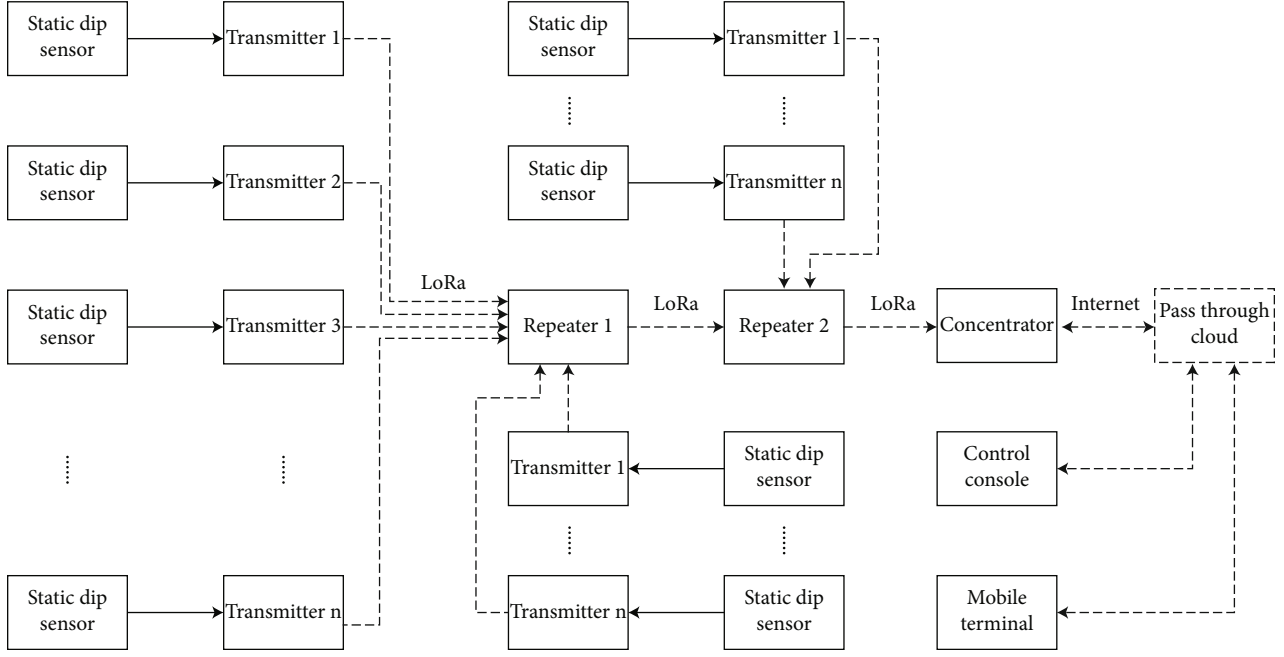 Static dip
sensor
Transmitter 1
Static dip
sensor
Transmitter 1
Static dip
sensor
Transmitter 2
Static dip
sensor
Transmitter n
Static dip
sensor
Transmitter 3
LoRa
Repeater 1
LoRa
Repeater 2
LoRa
Concentrator
Internet
Pass through
cloud
Transmitter 1
Static dip
sensor
Control
console
Static dip
sensor
Transmitter n
Transmitter n
Static dip
sensor
Mobile
terminal